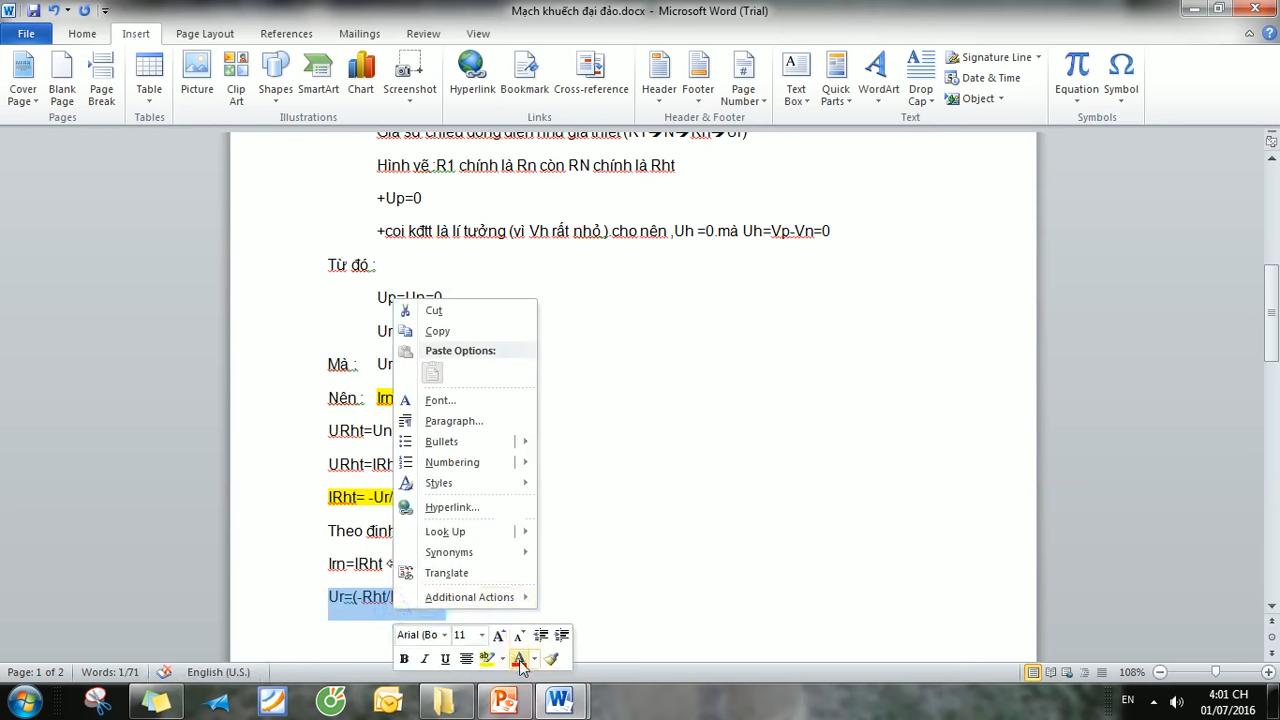 Mạch khuếch đại đảo.docx - Microsoft Word (Trial)
File Home Insert Page Layout References Mailings Review View
Cover Page
Blank Page
Page Break
Table
Picture
Clip Art
Shapes
SmartArt
Chart
Screenshot
Hyperlink
Bookmark
Cross-reference
Header
Footer
Page Number
Text Box
Quick Parts
WordArt
Drop Cap
Signature Line
Date & Time
Object
Equation
Symbol
Pages Tables Illustrations Links Header & Footer Text Symbols
Hình vẽ :R1 chính là Rn còn RN chính là Rht
+Up=0
+coi kđtt là lí tưởng (vì Vh rất nhỏ ).cho nên ,Uh =0.mà Uh=Vp-Vn=0
Từ đó :
Up=Un=0
Ur
Mà : Ur
Nên : Irn
URht=Un
URht=IRh
IRht= -Ur/
Theo định
Irn=IRht
Ur=(-Rht/
Cut
Copy
Paste Options:
Font...
Paragraph...
Bullets
Numbering
Styles
Hyperlink...
Look Up
Synonyms
Translate
Additional Actions
Arial (Bo 11
Page: 1 of 2 Words: 1/71 English (U.S.) 108%
EN 4:01 CH
01/07/2016